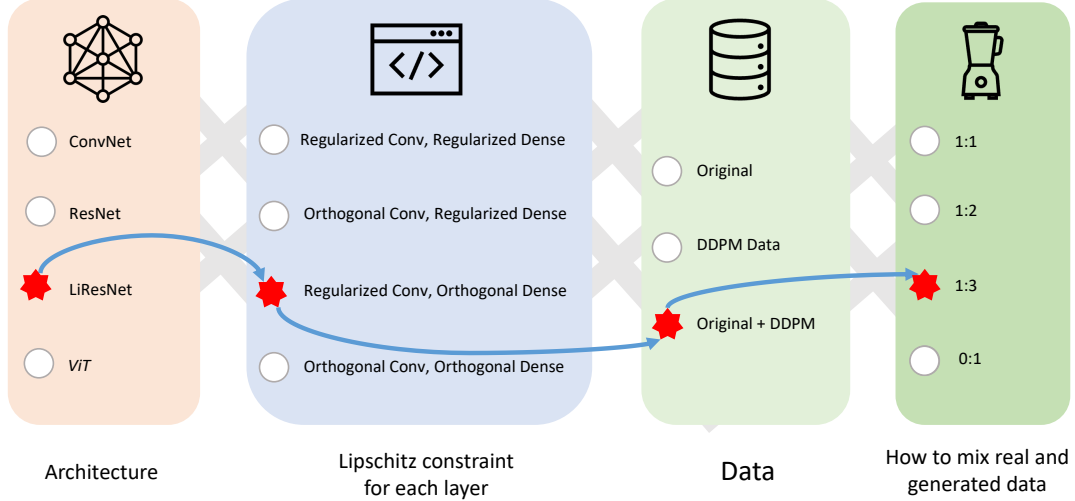 ConvNet
ResNet
LiResNet
ViT
Architecture
</>
Regularized Conv, Regularized Dense
Orthogonal Conv, Regularized Dense
Regularized Conv, Orthogonal Dense
Orthogonal Conv, Orthogonal Dense
Lipschitz constraint
for each layer
Original
DDPM Data
Original + DDPM
Data
1:1
1:2
1:3
0:1
How to mix real and
generated data